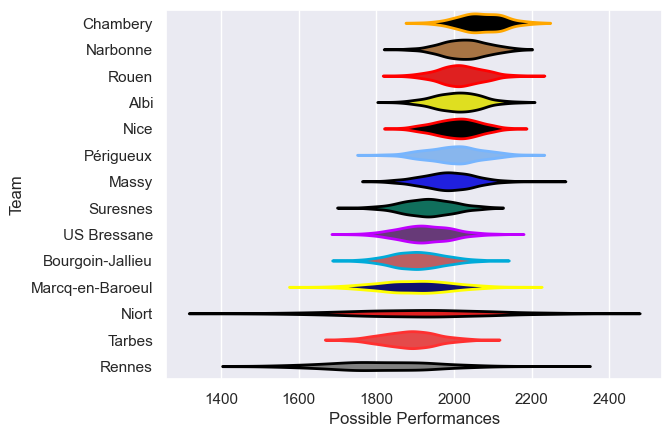 Chambery
Narbonne
Rouen
Albi
Nice
Périgueux
Massy
Suresnes
US Bressane
Bourgoin-Jallieu
Marcq-en-Baroeul
Niort
Tarbes
Rennes
Team
1400 1600 1800 2000 2200 2400
Possible Performances